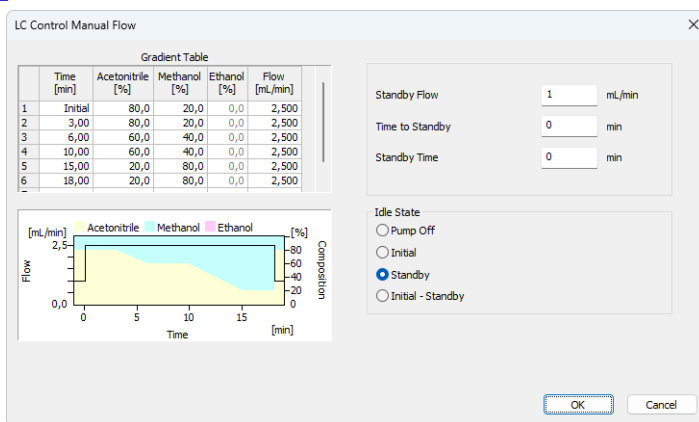 LC Control Manual Flow
Gradient Table
Time [min] Acetonitrile [%] Methanol [%] Ethanol [%] Flow [mL/min]
1 Initial 80,0 20,0 0,0 2,500
2 3,00 80,0 20,0 0,0 2,500
3 6,00 60,0 40,0 0,0 2,500
4 10,00 60,0 40,0 0,0 2,500
5 15,00 20,0 80,0 0,0 2,500
6 18,00 20,0 80,0 0,0 2,500
Standby Flow 1 mL/min
Time to Standby 0 min
Standby Time 0 min
[mL/min] Acetonitrile Methanol Ethanol [%]
2,5
0,0
Flow
80
60
40
20
0
Composition
0 5 10 15
Time [min]
Idle State
Pump Off
Initial
Standby
Initial - Standby
OK Cancel